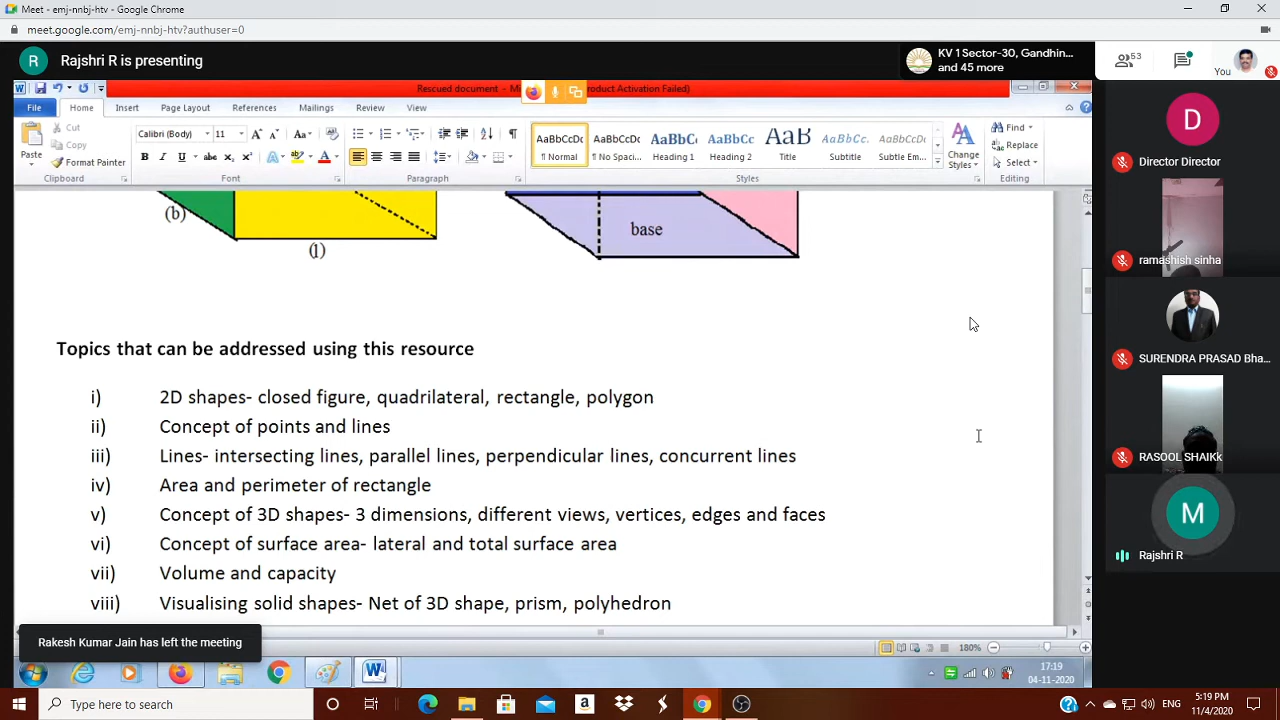 Meet - emj-nnbj-htv - Google Chrome
meet.google.com/emj-nnbj-htv?authuser=0
R
Rajshri R is presenting
KV 1 Sector-30, Gandhin...
and 45 more
53
You
Rescued document - Mi
roduct Activation Failed)
File
Home
Insert
Page Layout
References
Mailings
Review
View
Paste
Cut
Copy
Format Painter
Clipboard
Calibri (Body)
11
Font
Paragraph
AaBbCcDc
¶ Normal
AaBbCcDc
¶ No Spaci...
AaBbC
Heading 1
AaBbCc
Heading 2
AaB
Title
AaBbCc.
Subtitle
AaBbCcDc
Subtle Em...
Change
Styles
Styles
Find
Replace
Select
Editing
(b)
(l)
base
Topics that can be addressed using this resource
i) 2D shapes- closed figure, quadrilateral, rectangle, polygon
ii) Concept of points and lines
iii) Lines- intersecting lines, parallel lines, perpendicular lines, concurrent lines
iv) Area and perimeter of rectangle
v) Concept of 3D shapes- 3 dimensions, different views, vertices, edges and faces
vi) Concept of surface area- lateral and total surface area
vii) Volume and capacity
viii) Visualising solid shapes- Net of 3D shape, prism, polyhedron
Rakesh Kumar Jain has left the meeting
180%
17:19
04-11-2020
D
Director Director
ramashish sinha
SURENDRA PRASAD Bha...
RASOOL SHAIKk
M
Rajshri R
Type here to search
ENG
5:19 PM
11/4/2020